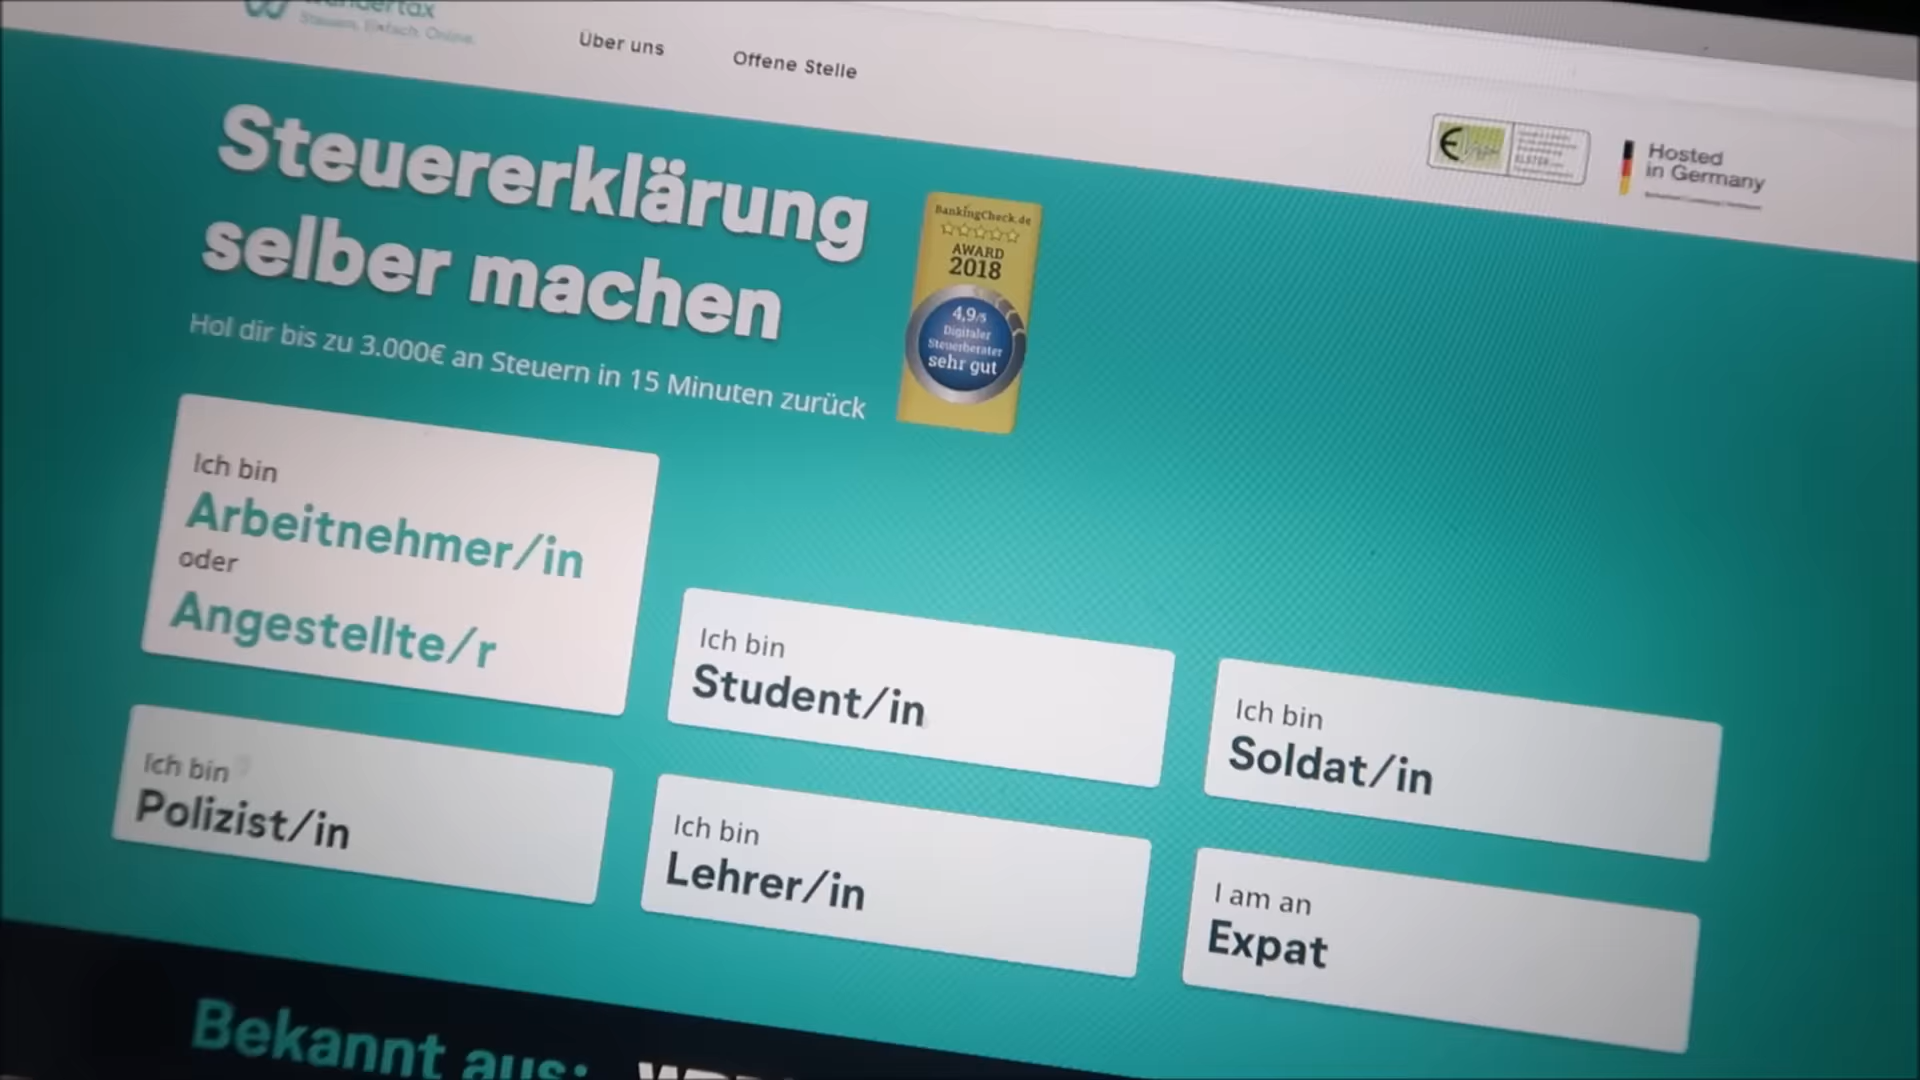 Steuern. Einfach. Online.
Über uns
Offene Stelle
Hosted
in Germany
Steuererklärung
selber machen
Hol dir bis zu 3.000€ an Steuern in 15 Minuten zurück
BankingCheck.de
AWARD
2018
4,9/5
Digitaler
Steuerberater
sehr gut
Ich bin
Arbeitnehmer/in
oder
Angestellte/r
Ich bin
Student/in
Ich bin
Soldat/in
Ich bin
Polizist/in
Ich bin
Lehrer/in
I am an
Expat
Bekannt aus: